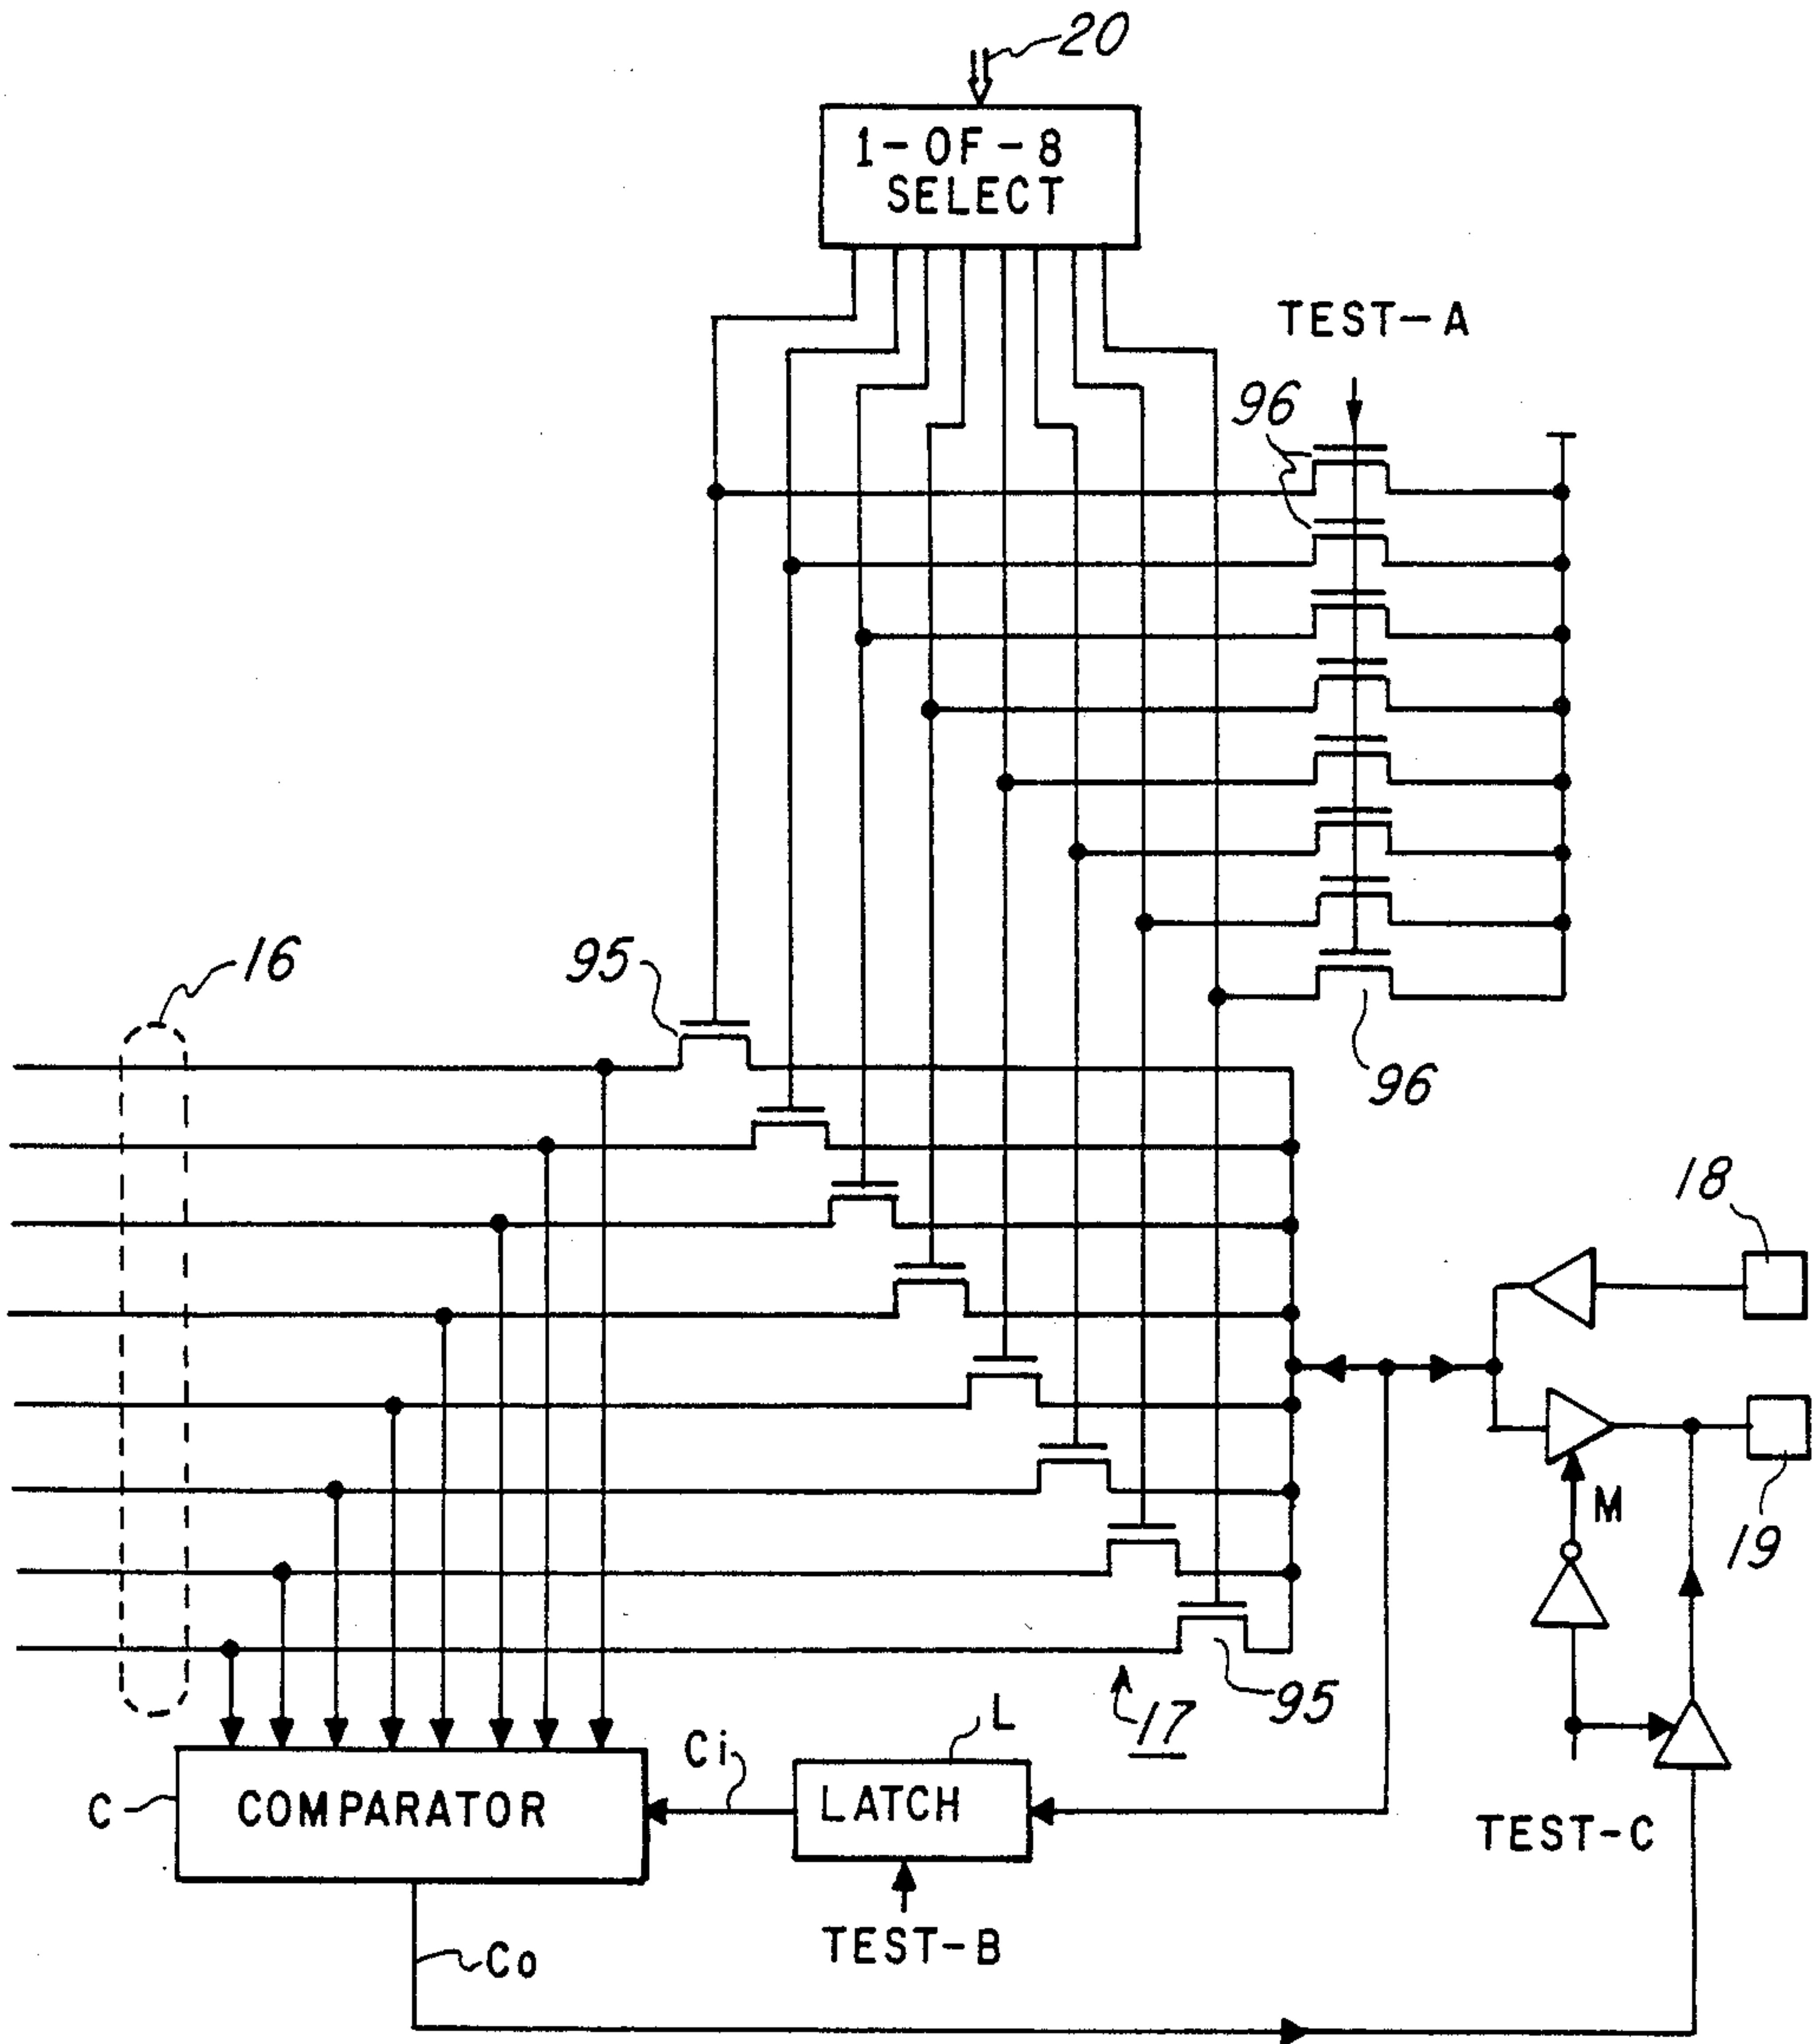 20
1-OF-8
SELECT
TEST-A
96
16
95
96
18
M
19
95
17
L
Ci
C
COMPARATOR
LATCH
TEST-C
TEST-B
Co